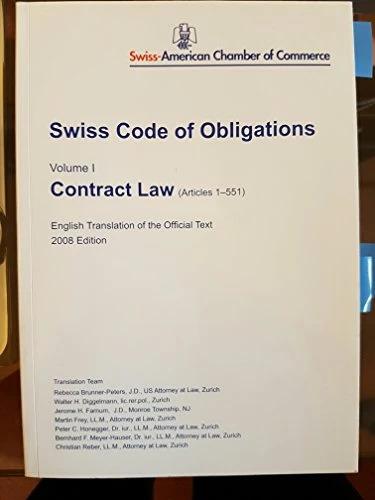 Swiss-American Chamber of Commerce
Swiss Code of Obligations
Volume I
Contract Law (Articles 1–551)
English Translation of the Official Text
2008 Edition
Translation Team
Rebecca Brunner-Peters, J.D., US Attorney at Law, Zurich
Walter H. Diggelmann, lic.rer.pol., Zurich
Jerome H. Farnum, J.D., Monroe Township, NJ
Martin Frey, LL.M., Attorney at Law, Zurich
Peter C. Honegger, Dr. iur., LL.M., Attorney at Law, Zurich
Bernhard F. Meyer-Hauser, Dr. iur., LL.M., Attorney at Law, Zurich
Christian Reber, LL.M., Attorney at Law, Zurich